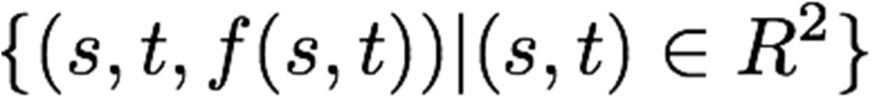 {(s, t, f(s, t))|(s, t) ∈ R²}